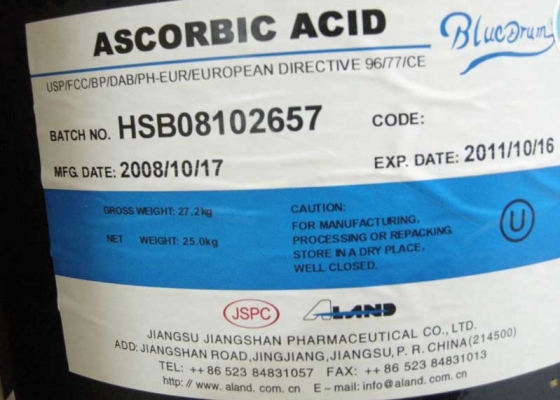 ASCORBIC ACID
BlueDrum
USP/FCC/BP/DAB/PH-EUR/EUROPEAN DIRECTIVE 96/77/CE
BATCH NO. HSB08102657
CODE:
MFG. DATE: 2008/10/17
EXP. DATE: 2011/10/16
GROSS WEIGHT: 27.2kg
NET WEIGHT: 25.0kg
CAUTION:
FOR MANUFACTURING,
PROCESSING OR REPACKING
STORE IN A DRY PLACE,
WELL CLOSED.
U
JSPC
ALAND
JIANGSU JIANGSHAN PHARMACEUTICAL CO., LTD.
ADD: JIANGSHAN ROAD,JINGJIANG,JIANGSU,P. R. CHINA(214500)
TEL: ++86 523 84831057 FAX: ++86 523 84831013
http:// www. aland. com. cn E-mail: info@aland. com. cn